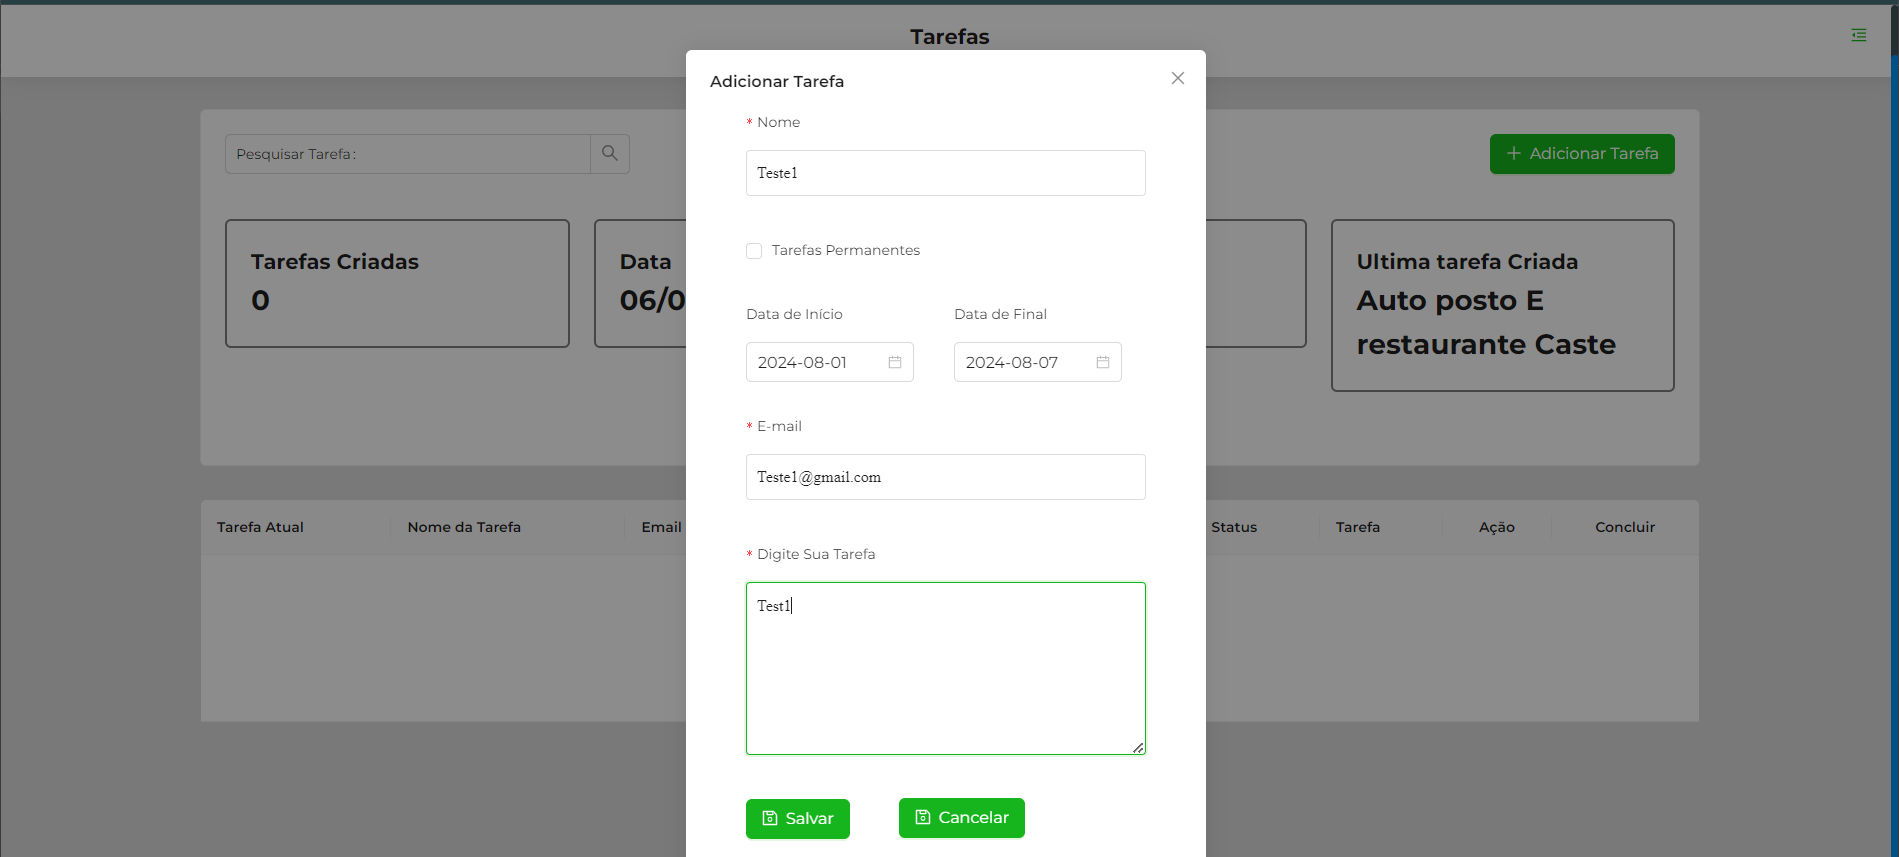 Tarefas
Adicionar Tarefa
* Nome
Teste1
Tarefas Permanentes
Data de Início
Data de Final
2024-08-01
2024-08-07
* E-mail
Teste1@gmail.com
* Digite Sua Tarefa
Test1
Salvar
Cancelar
Pesquisar Tarefa:
Adicionar Tarefa
Tarefas Criadas
0
Data
06/0
Ultima tarefa Criada
Auto posto E
restaurante Caste
Tarefa Atual
Nome da Tarefa
Email
Status
Tarefa
Ação
Concluir